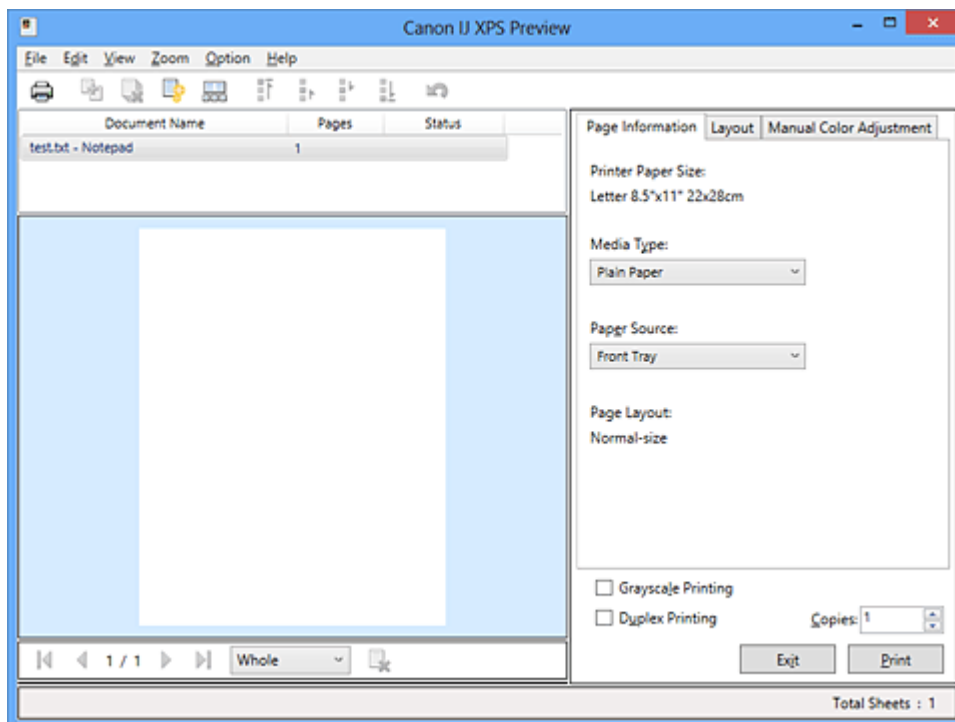 Canon IJ XPS Preview
File Edit View Zoom Option Help
Document Name Pages Status
test.txt - Notepad 1
Page Information Layout Manual Color Adjustment
Printer Paper Size:
Letter 8.5"x11" 22x28cm
Media Type:
Plain Paper
Paper Source:
Front Tray
Page Layout:
Normal-size
Grayscale Printing
Duplex Printing
Copies: 1
1 / 1 Whole
Exit Print
Total Sheets : 1